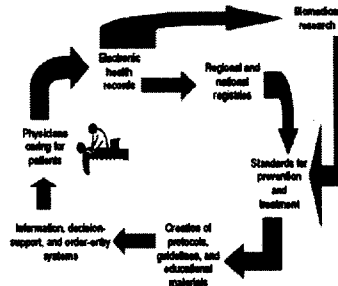 Biomedical
research
Electronic
health
records
Regional and
national
registries
Physicians
caring for
patients
Standards for
prevention
and
treatment
Information, decision-
support, and order-entry
systems
Creation of
protocols,
guidelines, and
educational
materials